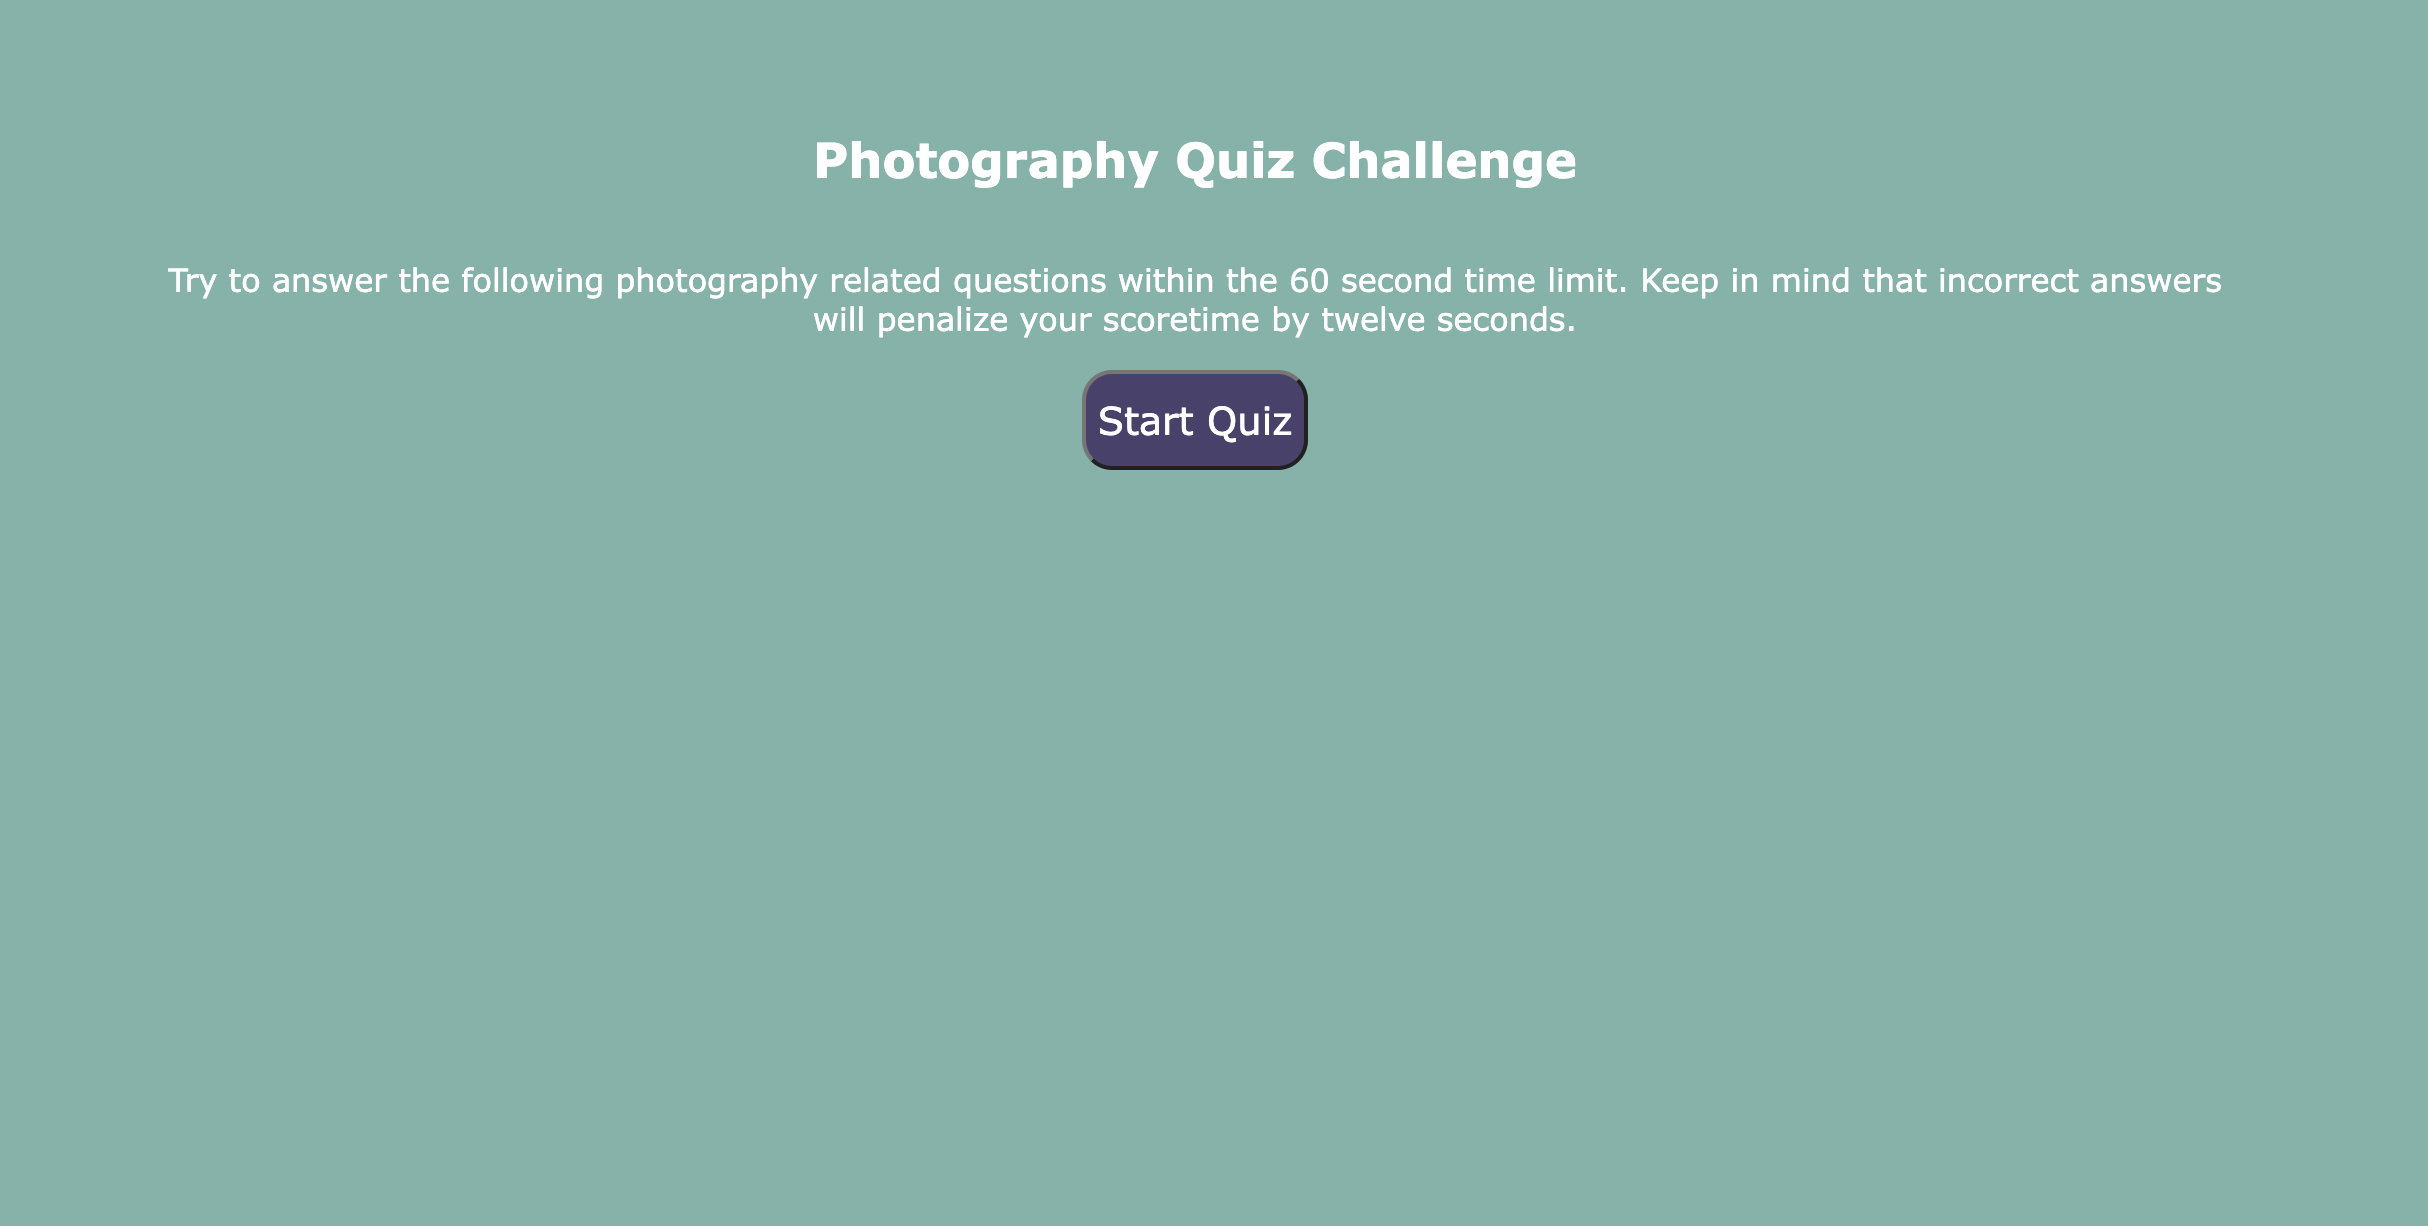 Photography Quiz Challenge
Try to answer the following photography related questions within the 60 second time limit. Keep in mind that incorrect answers
will penalize your scoretime by twelve seconds.
Start Quiz